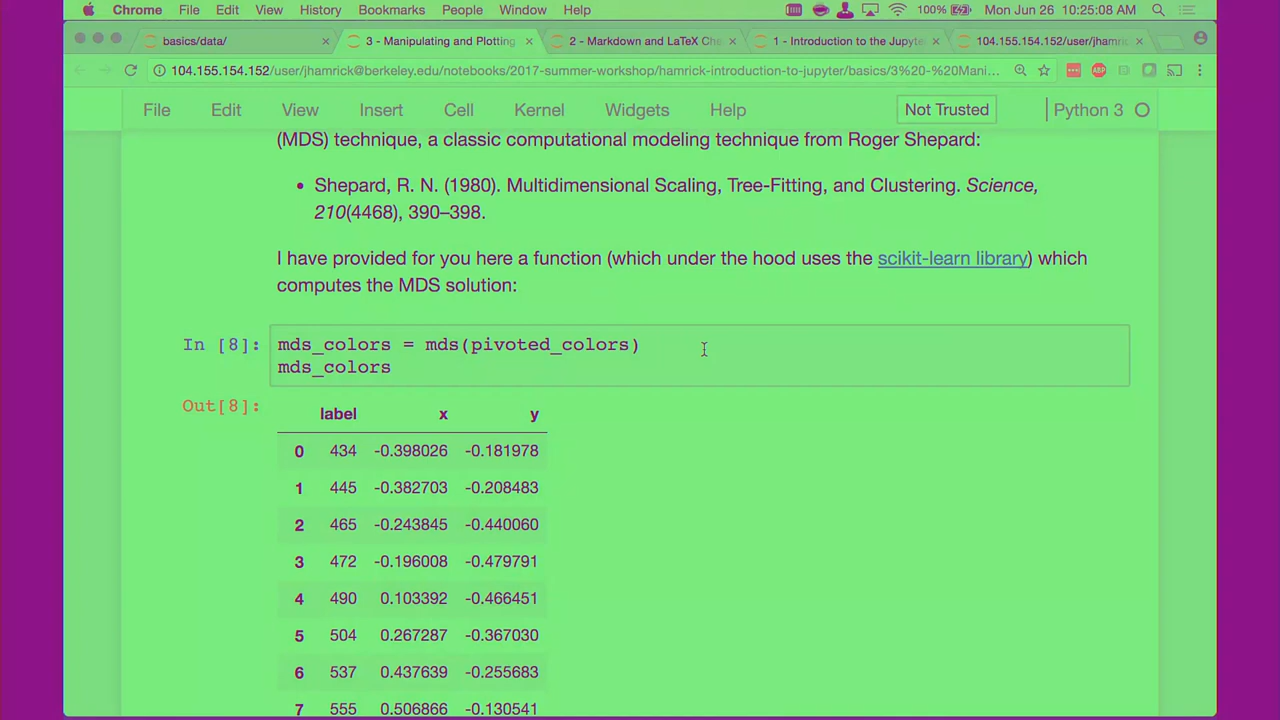 Chrome File Edit View History Bookmarks People Window Help 100% Mon Jun 26 10:25:08 AM
basics/data/ 3 - Manipulating and Plotting 2 - Markdown and LaTeX Che 1 - Introduction to the Jupyte 104.155.154.152/user/jhamric
104.155.154.152/user/jhamrick@berkeley.edu/notebooks/2017-summer-workshop/hamrick-introduction-to-jupyter/basics/3%20-%20Mani...
File Edit View Insert Cell Kernel Widgets Help Not Trusted Python 3
(MDS) technique, a classic computational modeling technique from Roger Shepard:
• Shepard, R. N. (1980). Multidimensional Scaling, Tree-Fitting, and Clustering. Science,
210(4468), 390–398.
I have provided for you here a function (which under the hood uses the scikit-learn library) which
computes the MDS solution:
In [8]: mds_colors = mds(pivoted_colors)
mds_colors
Out[8]:
label x y
0 434 -0.398026 -0.181978
1 445 -0.382703 -0.208483
2 465 -0.243845 -0.440060
3 472 -0.196008 -0.479791
4 490 0.103392 -0.466451
5 504 0.267287 -0.367030
6 537 0.437639 -0.255683
7 555 0.506866 -0.130541